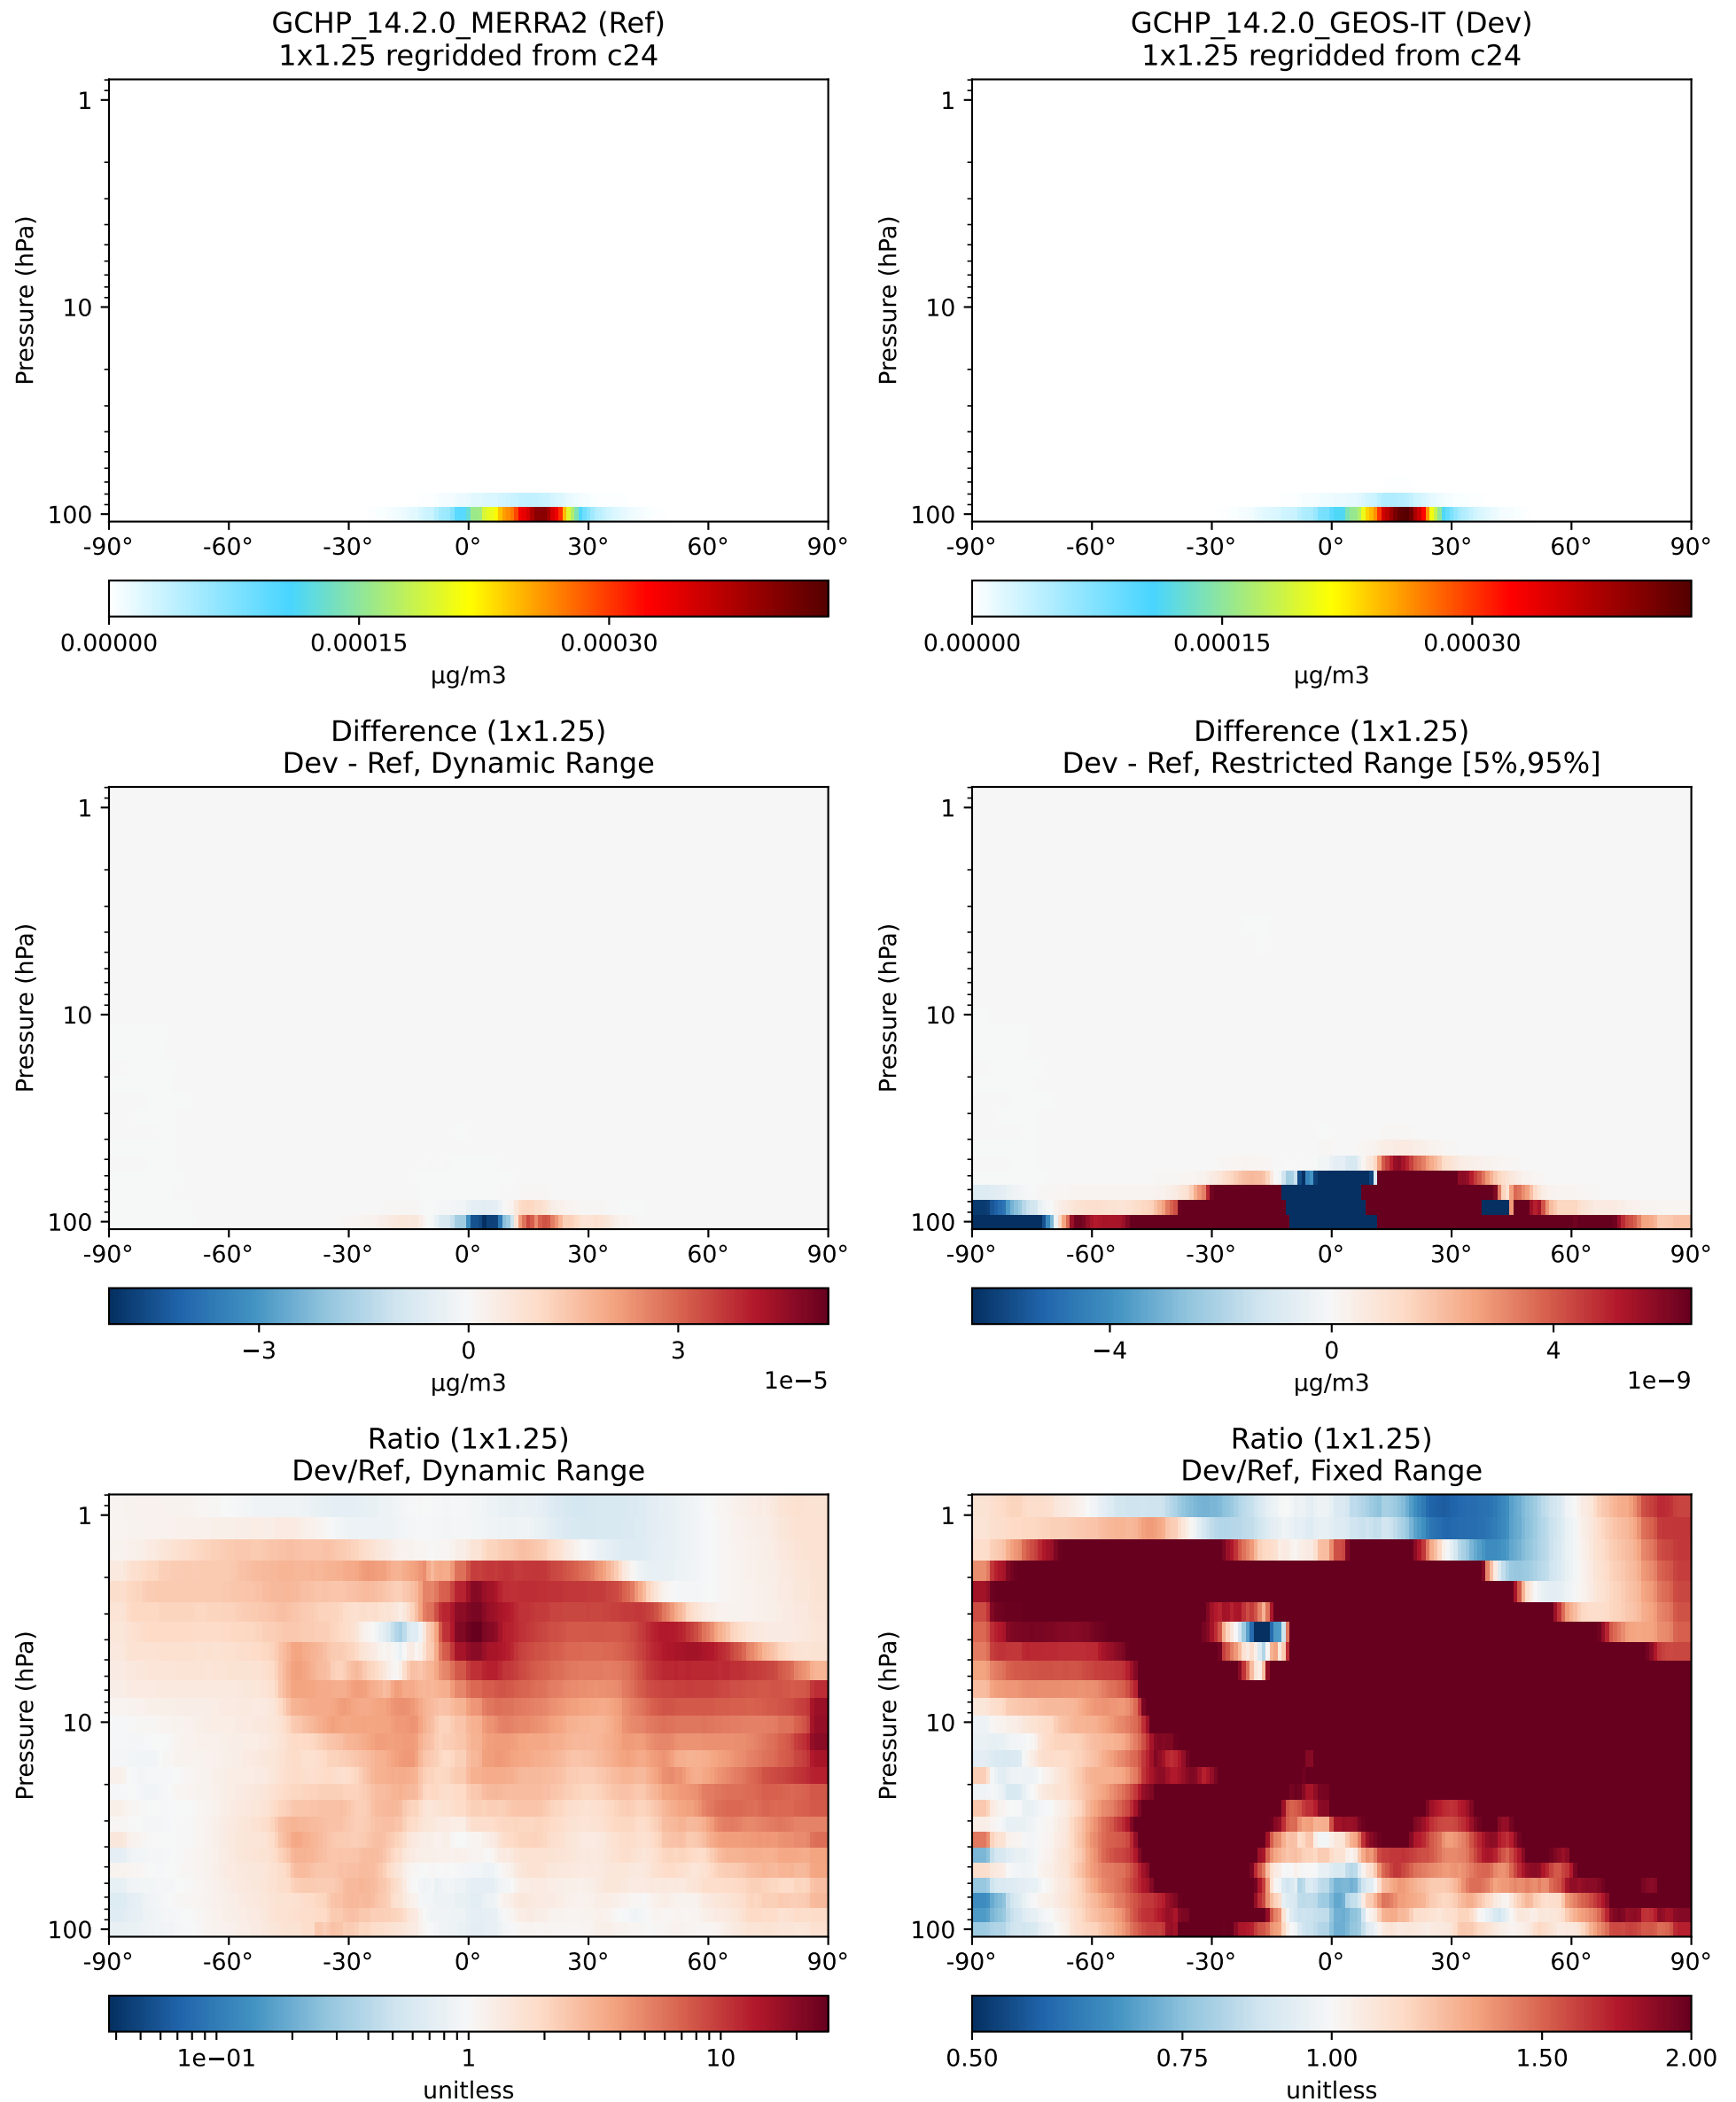 GCHP_14.2.0_MERRA2 (Ref)
1x1.25 regridded from c24
GCHP_14.2.0_GEOS-IT (Dev)
1x1.25 regridded from c24
Pressure (hPa)
1
10
100
-90° -60° -30° 0° 30° 60° 90°
0.00000 0.00015 0.00030
µg/m3
Pressure (hPa)
1
10
100
-90° -60° -30° 0° 30° 60° 90°
0.00000 0.00015 0.00030
µg/m3
Difference (1x1.25)
Dev - Ref, Dynamic Range
Difference (1x1.25)
Dev - Ref, Restricted Range [5%,95%]
Pressure (hPa)
1
10
100
-90° -60° -30° 0° 30° 60° 90°
−3 0 3
µg/m3
1e−5
Pressure (hPa)
1
10
100
-90° -60° -30° 0° 30° 60° 90°
−4 0 4
µg/m3
1e−9
Ratio (1x1.25)
Dev/Ref, Dynamic Range
Ratio (1x1.25)
Dev/Ref, Fixed Range
Pressure (hPa)
1
10
100
-90° -60° -30° 0° 30° 60° 90°
1e−01 1 10
unitless
Pressure (hPa)
1
10
100
-90° -60° -30° 0° 30° 60° 90°
0.50 0.75 1.00 1.50 2.00
unitless